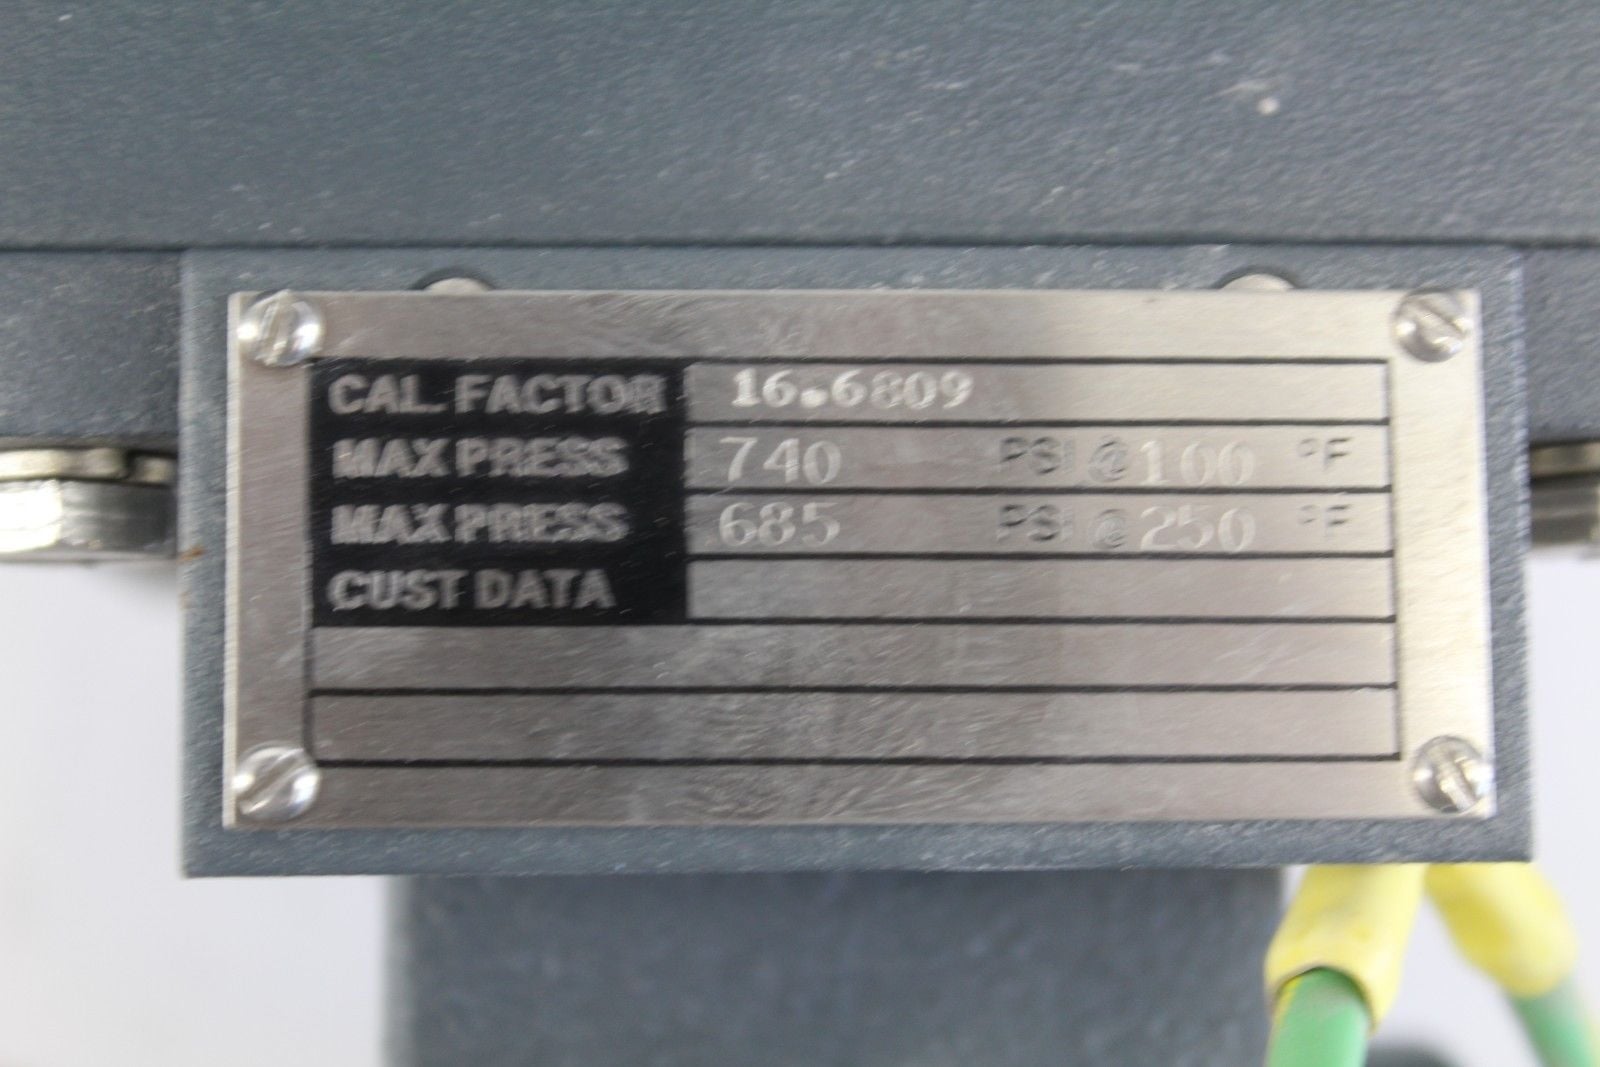 CAL. FACTOR 16.6809
MAX PRESS 740 PSI @ 100 °F
MAX PRESS 685 PSI @ 250 °F
CUST DATA